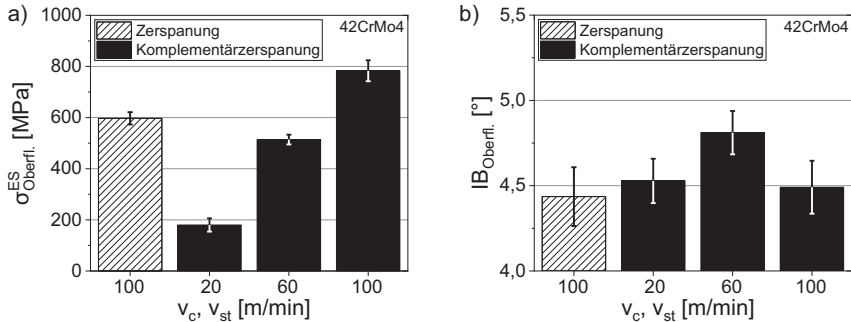 a)
1000
800
600
400
200
0
σ^ES_Oberfl. [MPa]
Zerspanung
Komplementärzerspanung
42CrMo4
100 20 60 100
v_c, v_st [m/min]
b)
5,5
5,0
4,5
4,0
IB_Oberfl. [°]
Zerspanung
Komplementärzerspanung
42CrMo4
100 20 60 100
v_c, v_st [m/min]